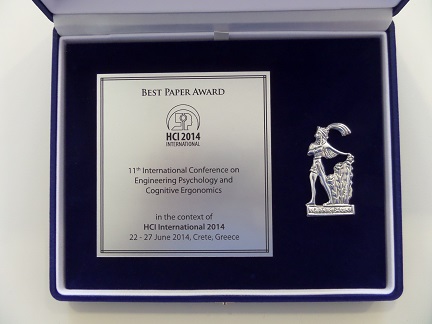 BEST PAPER AWARD
HCI 2014
INTERNATIONAL
11th International Conference on
Engineering Psychology and
Cognitive Ergonomics
in the context of
HCI International 2014
22 - 27 June 2014, Crete, Greece